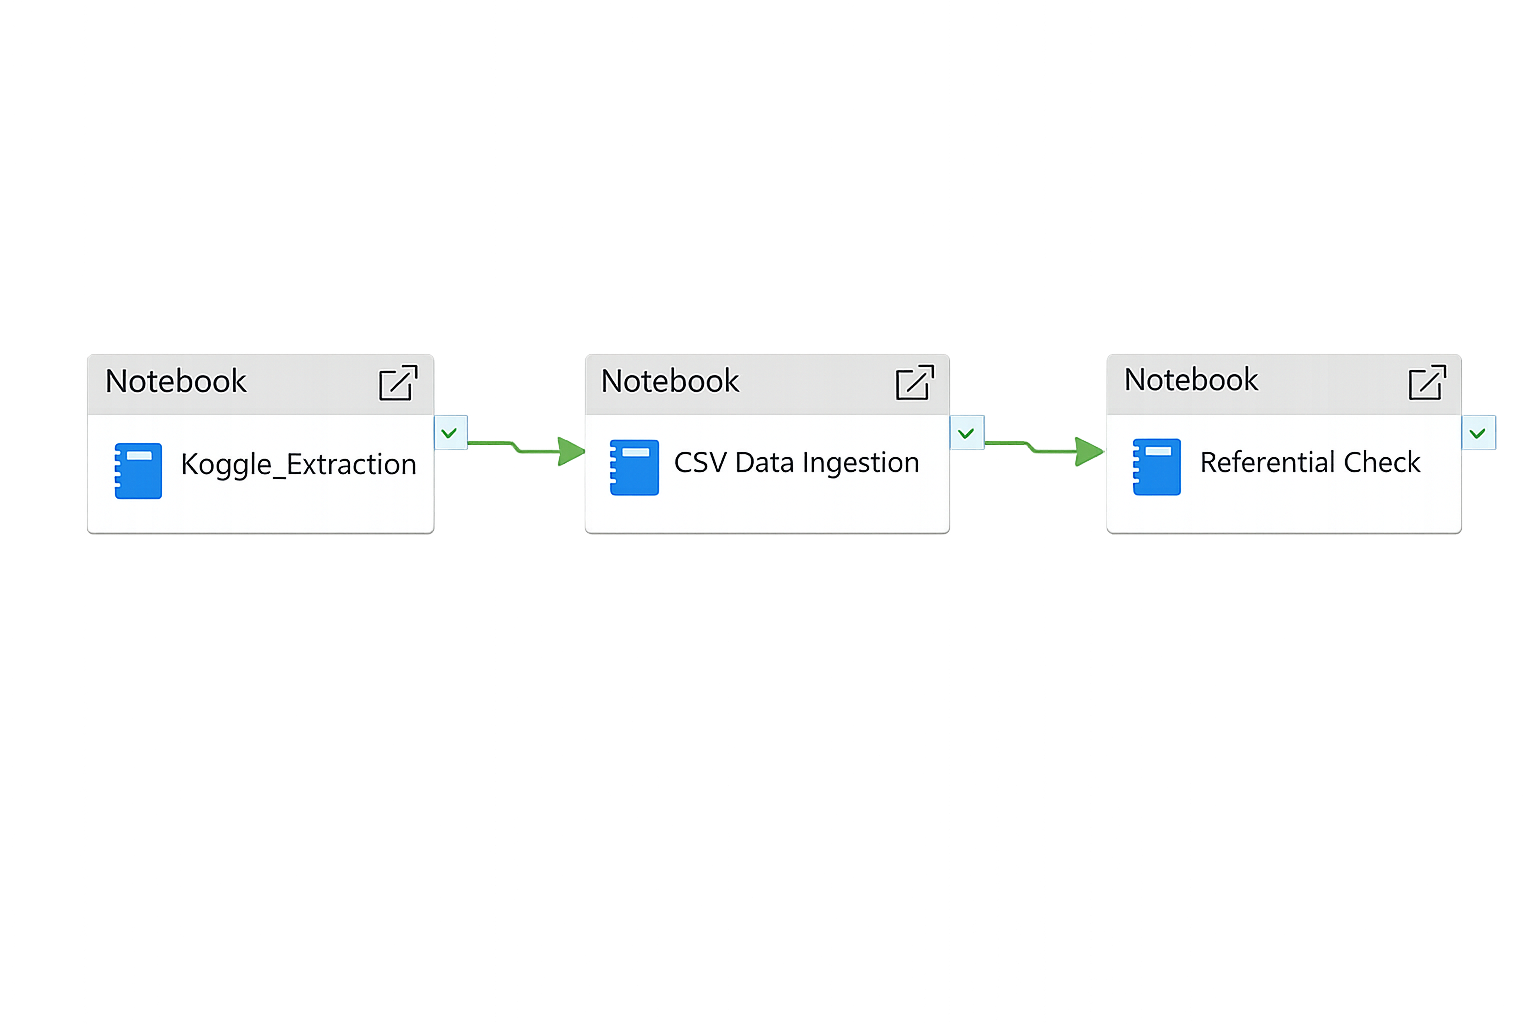 Notebook
Koggle_Extraction
Notebook
CSV Data Ingestion
Notebook
Referential Check